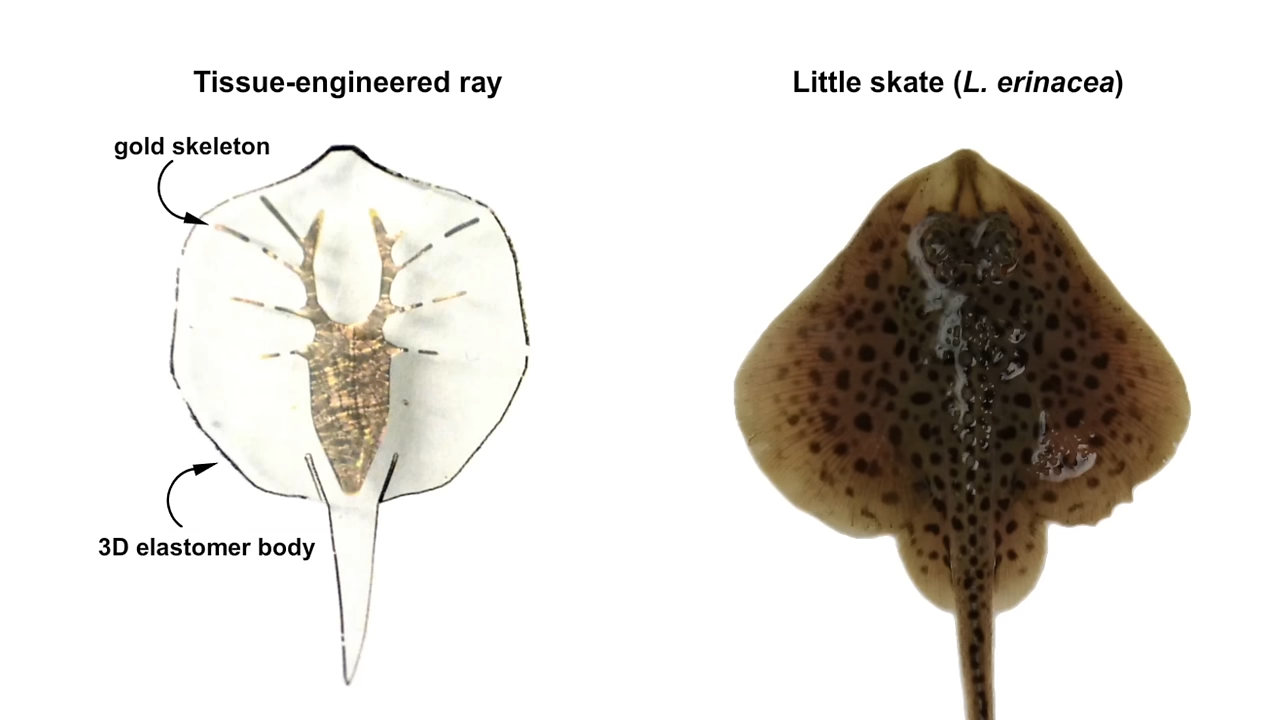 Tissue-engineered ray
Little skate (L. erinacea)
gold skeleton
3D elastomer body